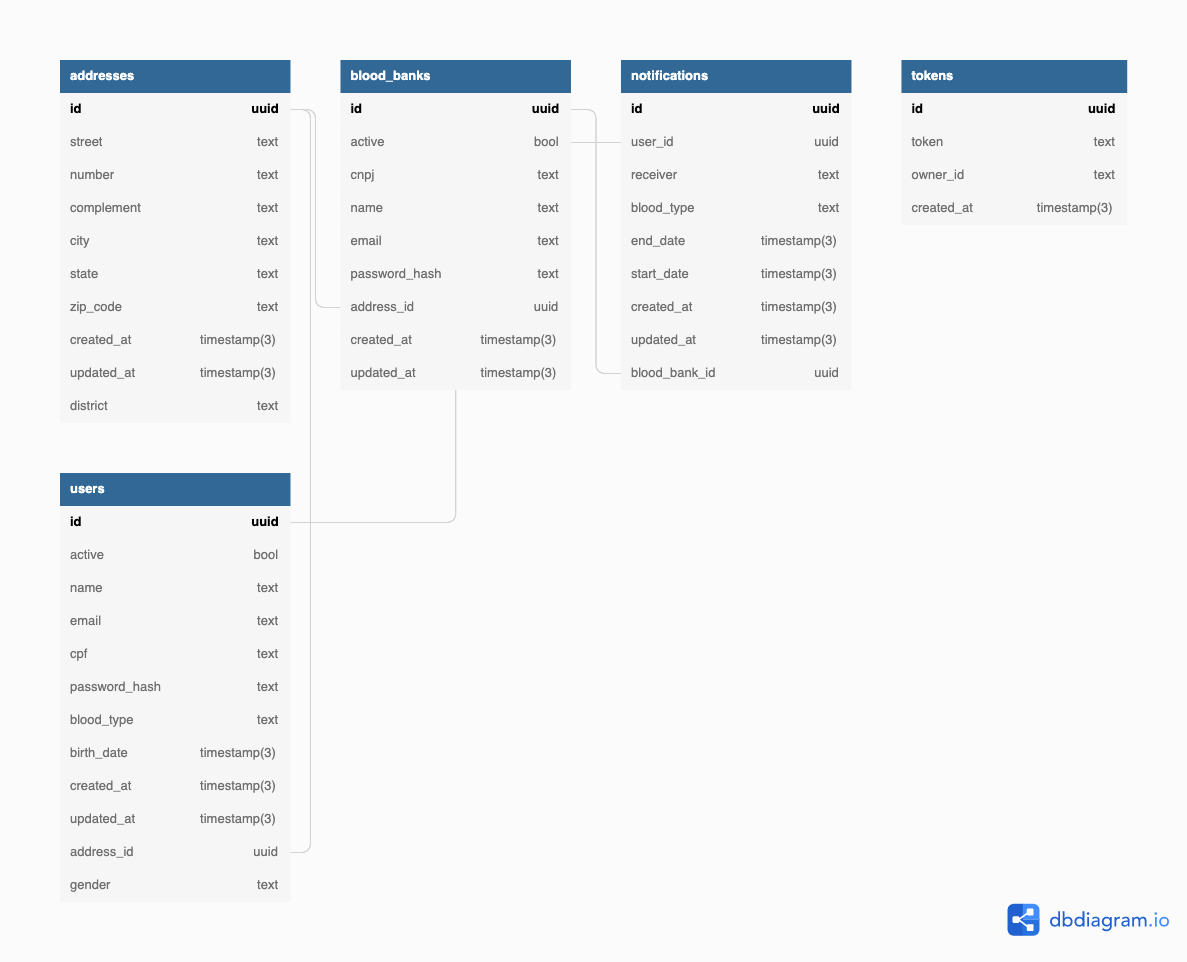 addresses
id uuid
street text
number text
complement text
city text
state text
zip_code text
created_at timestamp(3)
updated_at timestamp(3)
district text
blood_banks
id uuid
active bool
cnpj text
name text
email text
password_hash text
address_id uuid
created_at timestamp(3)
updated_at timestamp(3)
notifications
id uuid
user_id uuid
receiver text
blood_type text
end_date timestamp(3)
start_date timestamp(3)
created_at timestamp(3)
updated_at timestamp(3)
blood_bank_id uuid
tokens
id uuid
token text
owner_id text
created_at timestamp(3)
users
id uuid
active bool
name text
email text
cpf text
password_hash text
blood_type text
birth_date timestamp(3)
created_at timestamp(3)
updated_at timestamp(3)
address_id uuid
gender text
dbdiagram.io